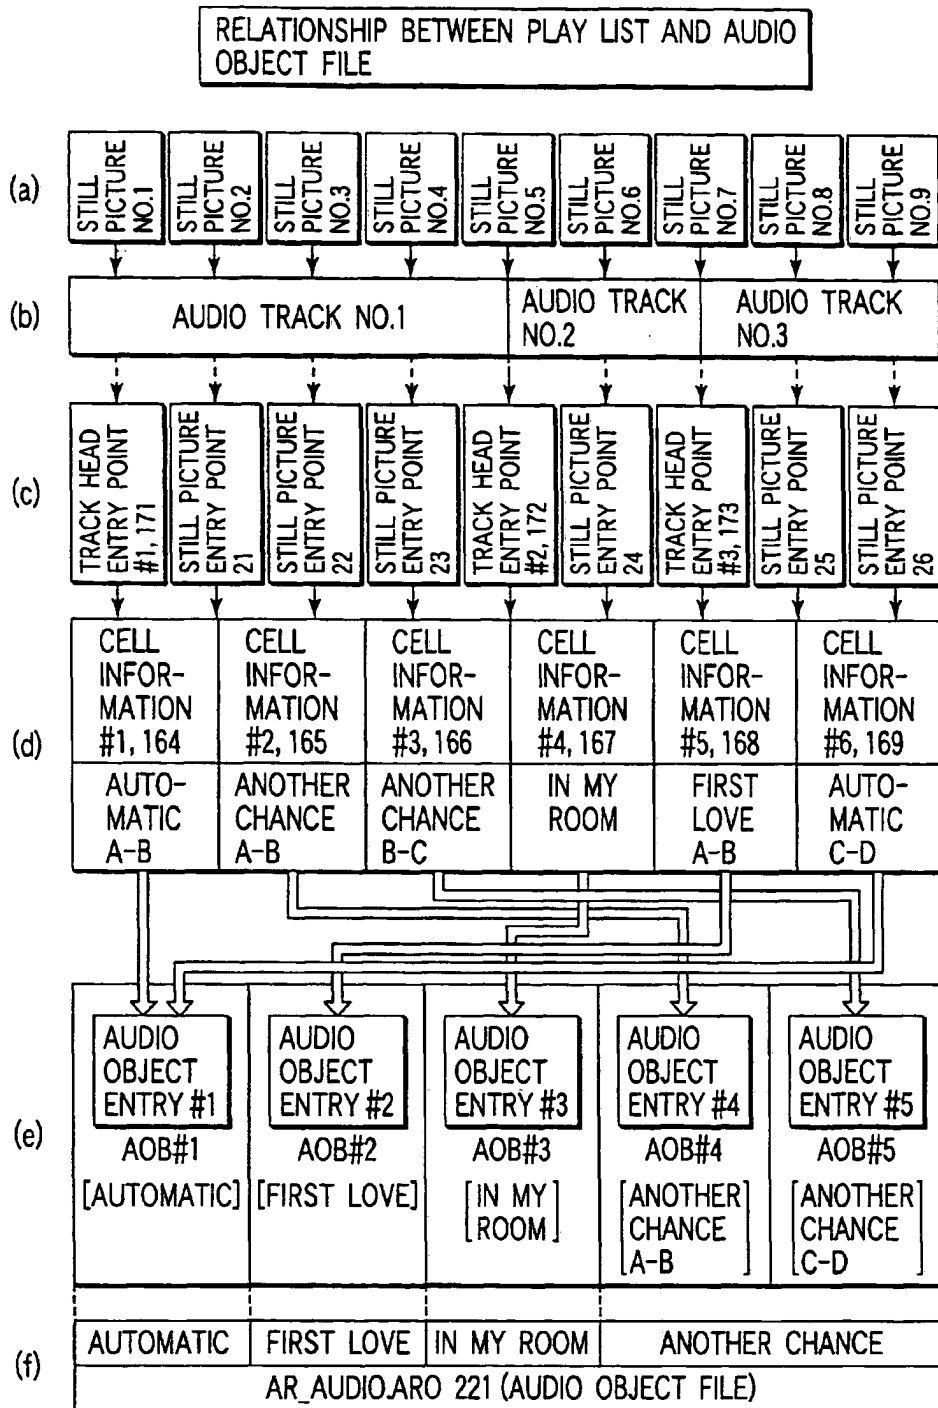 RELATIONSHIP BETWEEN PLAY LIST AND AUDIO
OBJECT FILE
(a)
STILL
PICTURE
NO.1
STILL
PICTURE
NO.2
STILL
PICTURE
NO.3
STILL
PICTURE
NO.4
STILL
PICTURE
NO.5
STILL
PICTURE
NO.6
STILL
PICTURE
NO.7
STILL
PICTURE
NO.8
STILL
PICTURE
NO.9
(b)
AUDIO TRACK NO.1
AUDIO TRACK
NO.2
AUDIO TRACK
NO.3
(c)
TRACK HEAD
ENTRY POINT
#1, 171
STILL PICTURE
ENTRY POINT
21
STILL PICTURE
ENTRY POINT
22
STILL PICTURE
ENTRY POINT
23
TRACK HEAD
ENTRY POINT
#2, 172
STILL PICTURE
ENTRY POINT
24
TRACK HEAD
ENTRY POINT
#3, 173
STILL PICTURE
ENTRY POINT
25
STILL PICTURE
ENTRY POINT
26
(d)
CELL
INFOR-
MATION
#1, 164
CELL
INFOR-
MATION
#2, 165
CELL
INFOR-
MATION
#3, 166
CELL
INFOR-
MATION
#4, 167
CELL
INFOR-
MATION
#5, 168
CELL
INFOR-
MATION
#6, 169
AUTO-
MATIC
A-B
ANOTHER
CHANCE
A-B
ANOTHER
CHANCE
B-C
IN MY
ROOM
FIRST
LOVE
A-B
AUTO-
MATIC
C-D
(e)
AUDIO
OBJECT
ENTRY #1
AOB#1
[AUTOMATIC]
AUDIO
OBJECT
ENTRY #2
AOB#2
[FIRST LOVE]
AUDIO
OBJECT
ENTRY #3
AOB#3
[IN MY
ROOM]
AUDIO
OBJECT
ENTRY #4
AOB#4
[ANOTHER
CHANCE
A-B]
AUDIO
OBJECT
ENTRY #5
AOB#5
[ANOTHER
CHANCE
C-D]
(f)
AUTOMATIC
FIRST LOVE
IN MY ROOM
ANOTHER CHANCE
AR_AUDIO.ARO 221 (AUDIO OBJECT FILE)